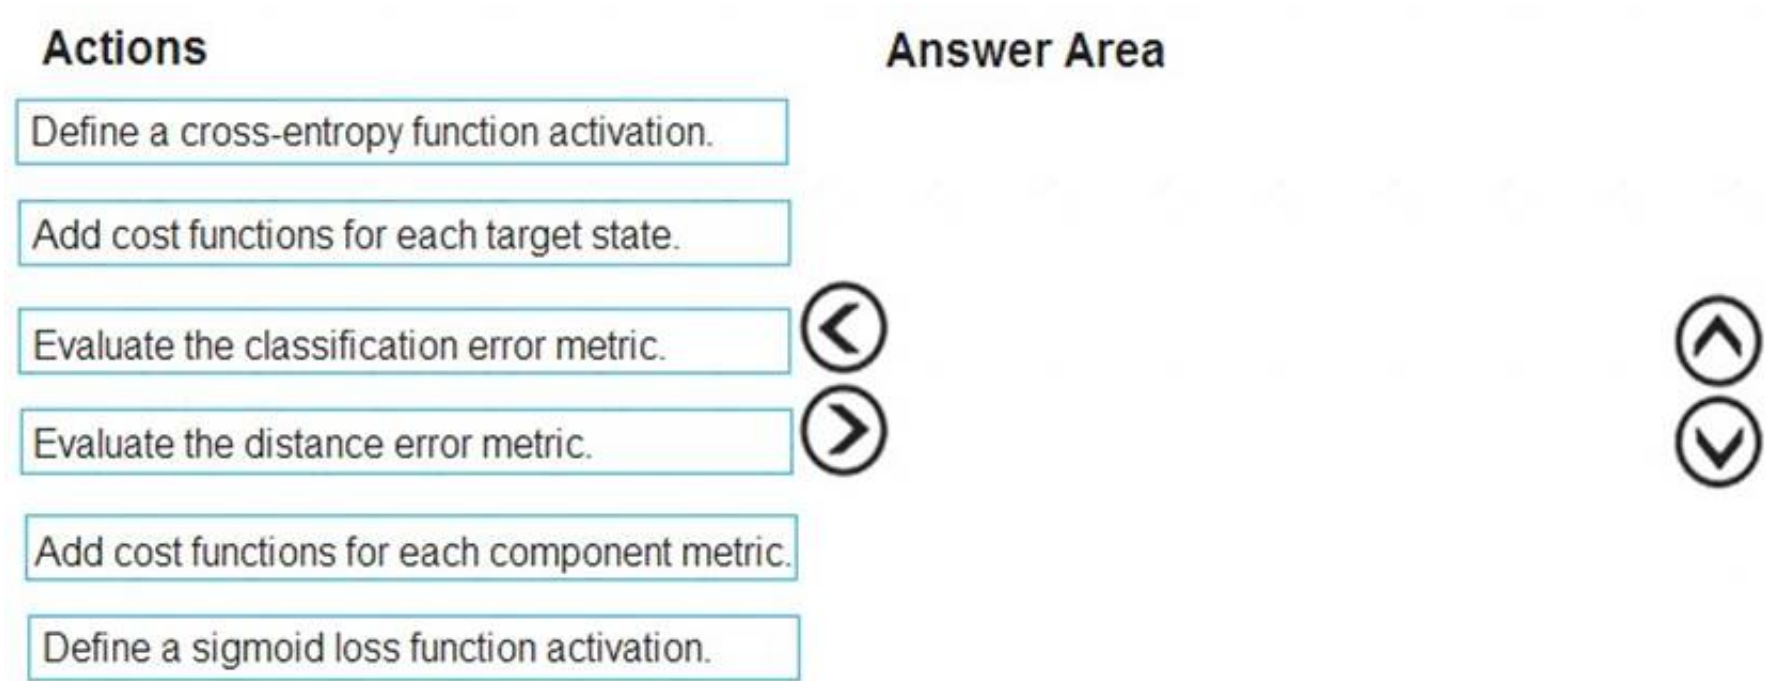 Actions
Answer Area
Define a cross-entropy function activation.
Add cost functions for each target state.
Evaluate the classification error metric.
Evaluate the distance error metric.
Add cost functions for each component metric.
Define a sigmoid loss function activation.